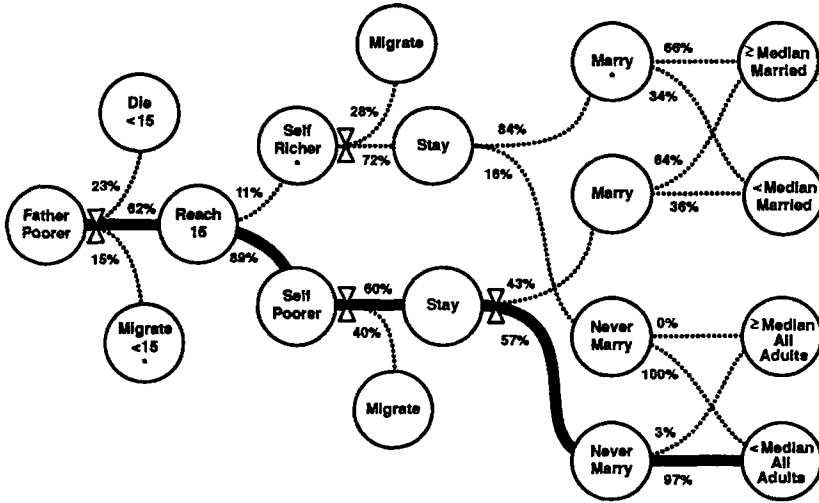 Migrate
Marry
*
66%
≥ Median
Married
Die
<15
28%
34%
Self
Richer
*
Stay
84%
72%
16%
64%
23%
11%
Marry
< Median
Married
36%
Father
Poorer
62%
Reach
15
15%
89%
60%
43%
Self
Poorer
Stay
Migrate
<15
*
40%
57%
Never
Marry
0%
≥ Median
All
Adults
100%
Migrate
3%
Never
Marry
< Median
All
Adults
97%